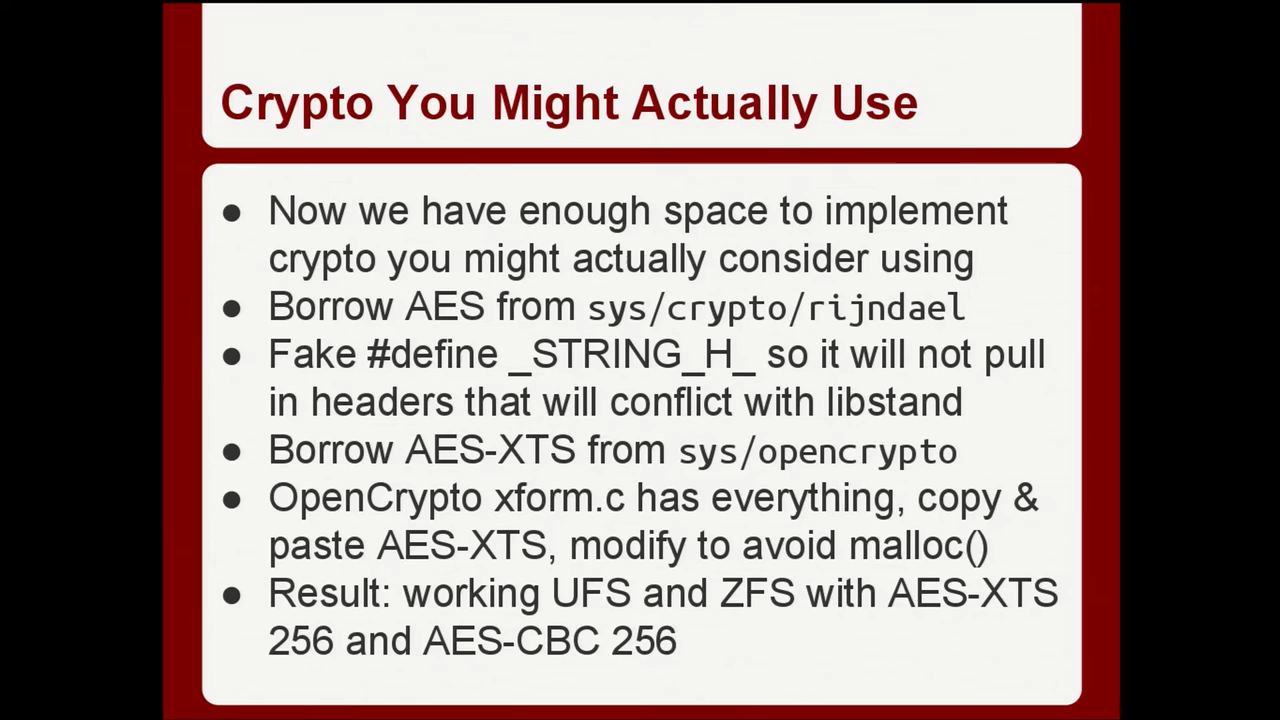 Crypto You Might Actually Use
● Now we have enough space to implement
crypto you might actually consider using
● Borrow AES from sys/crypto/rijndael
● Fake #define _STRING_H_ so it will not pull
in headers that will conflict with libstand
● Borrow AES-XTS from sys/opencrypto
● OpenCrypto xform.c has everything, copy &
paste AES-XTS, modify to avoid malloc()
● Result: working UFS and ZFS with AES-XTS
256 and AES-CBC 256